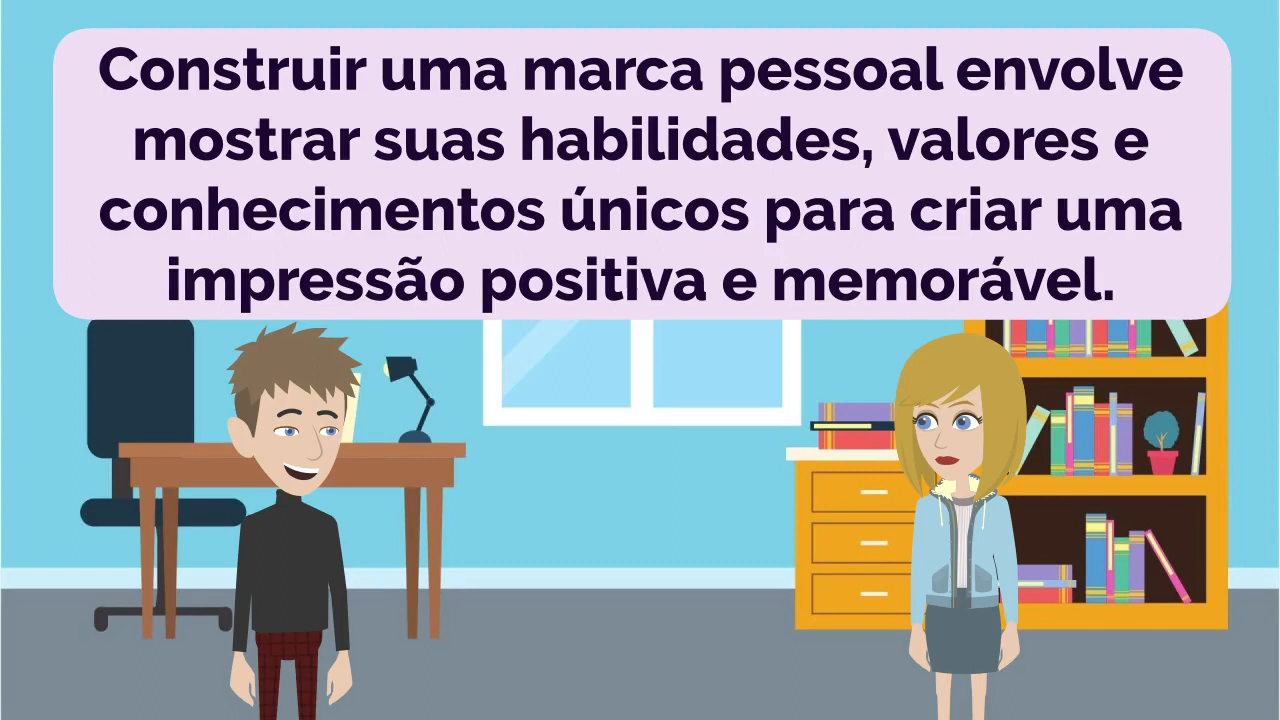 Construir uma marca pessoal envolve
mostrar suas habilidades, valores e
conhecimentos únicos para criar uma
impressão positiva e memorável.